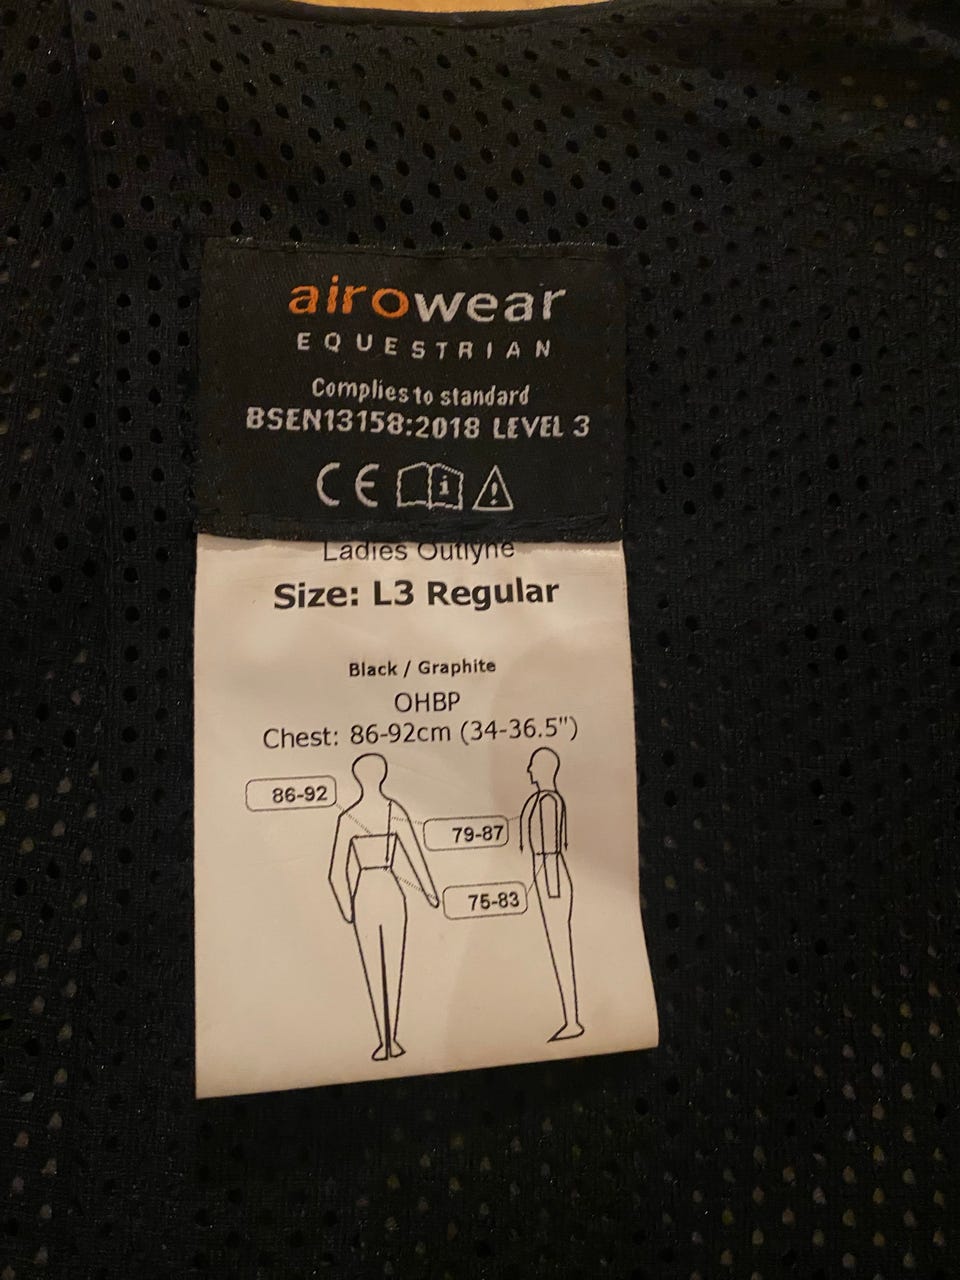 airowear
EQUESTRIAN
Complies to standard
BSEN13158:2018 LEVEL 3
CE i !
Ladies Outlyne
Size: L3 Regular
Black / Graphite
OHBP
Chest: 86-92cm (34-36.5")
86-92
79-87
75-83